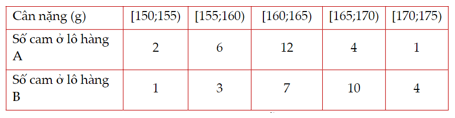 Cân nặng (g) [150;155) [155;160) [160;165) [165;170) [170;175)
Số cam ở lô hàng A 2 6 12 4 1
Số cam ở lô hàng B 1 3 7 10 4